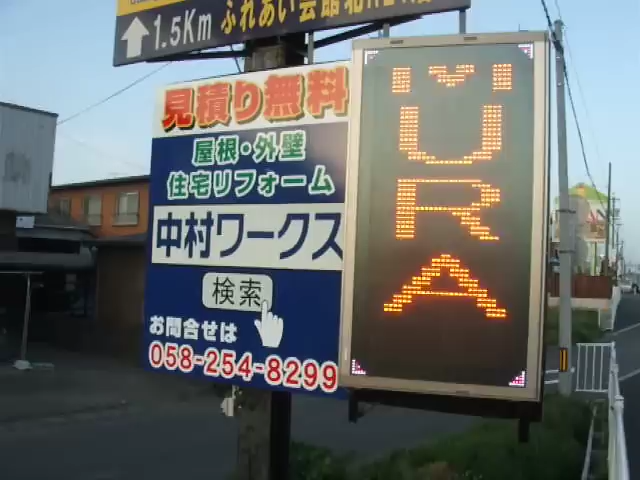 1.5Km ふれあい会館北
見積り無料
屋根・外壁
住宅リフォーム
中村ワークス
検索
お問合せは
058-254-8299
U
R
A